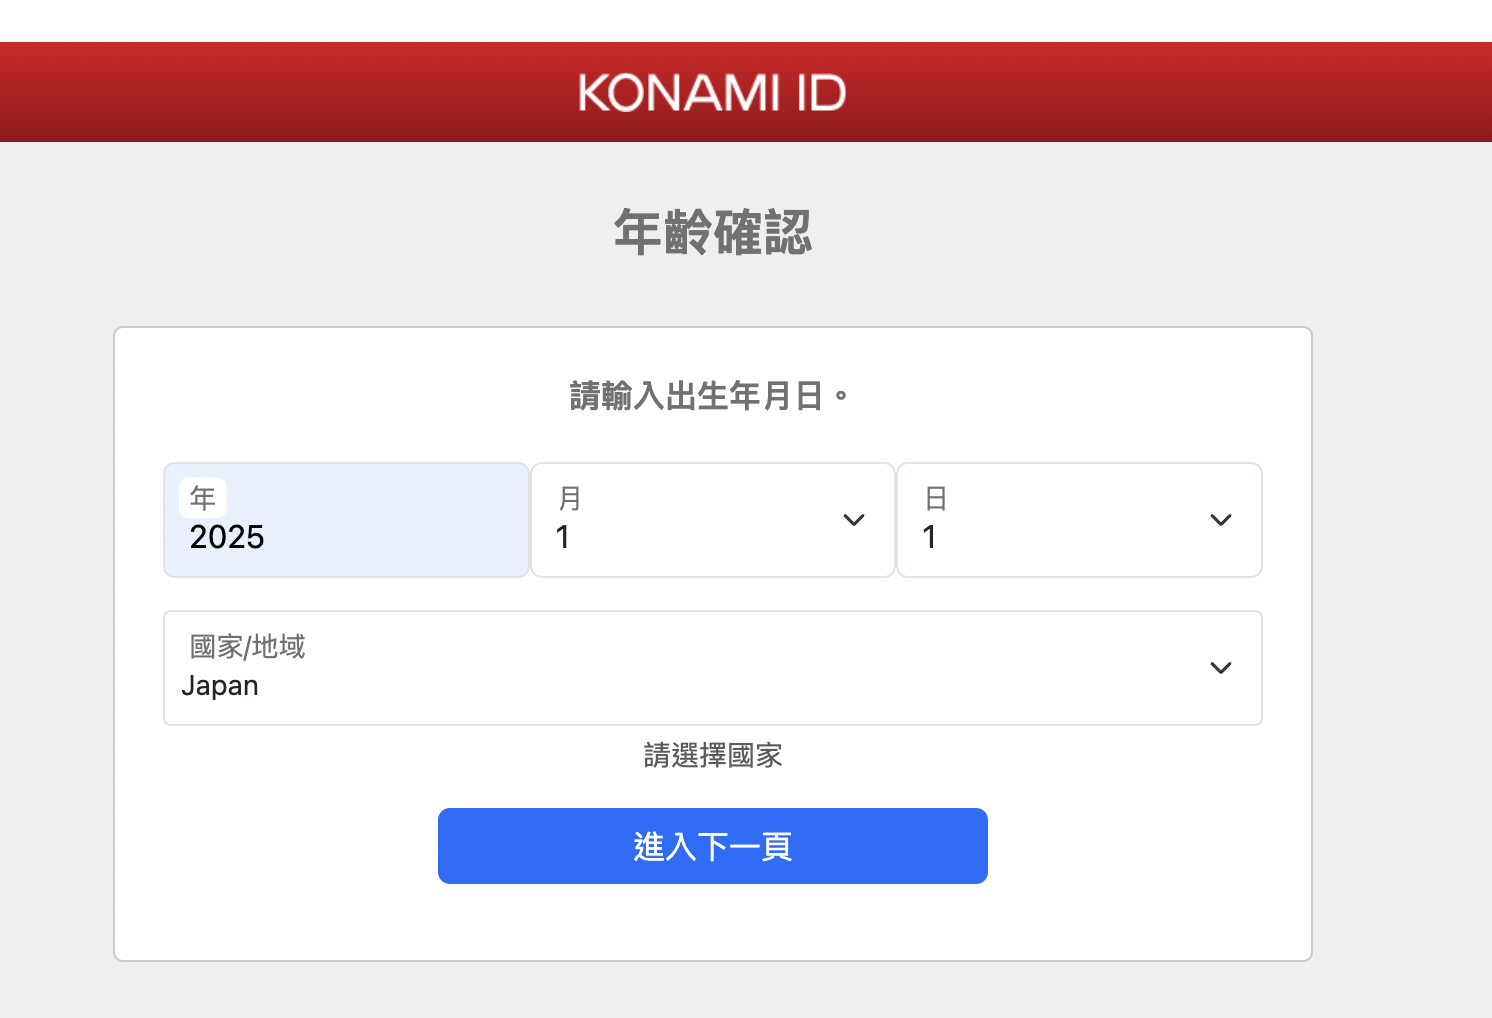 KONAMI ID
年齡確認
請輸入出生年月日。
年
2025
月
1
日
1
國家/地域
Japan
請選擇國家
進入下一頁